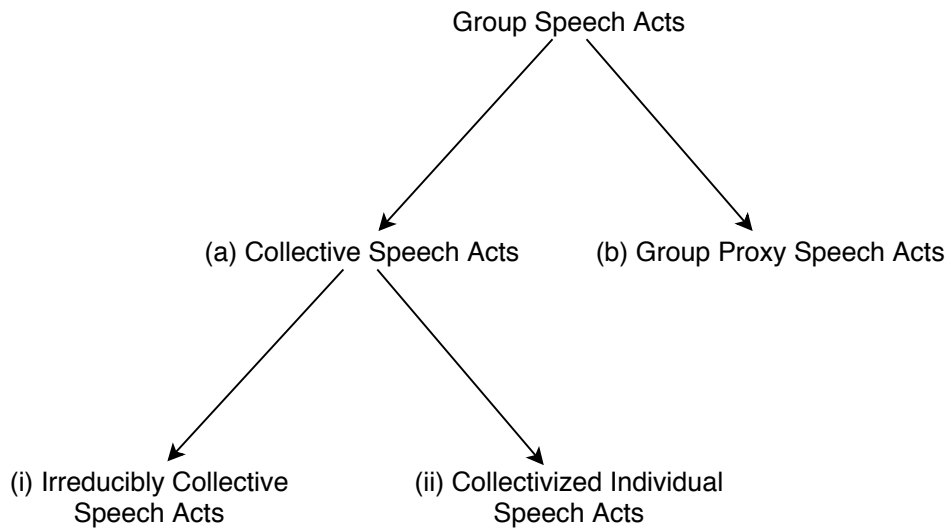 Group Speech Acts
(a) Collective Speech Acts
(b) Group Proxy Speech Acts
(i) Irreducibly Collective
Speech Acts
(ii) Collectivized Individual
Speech Acts